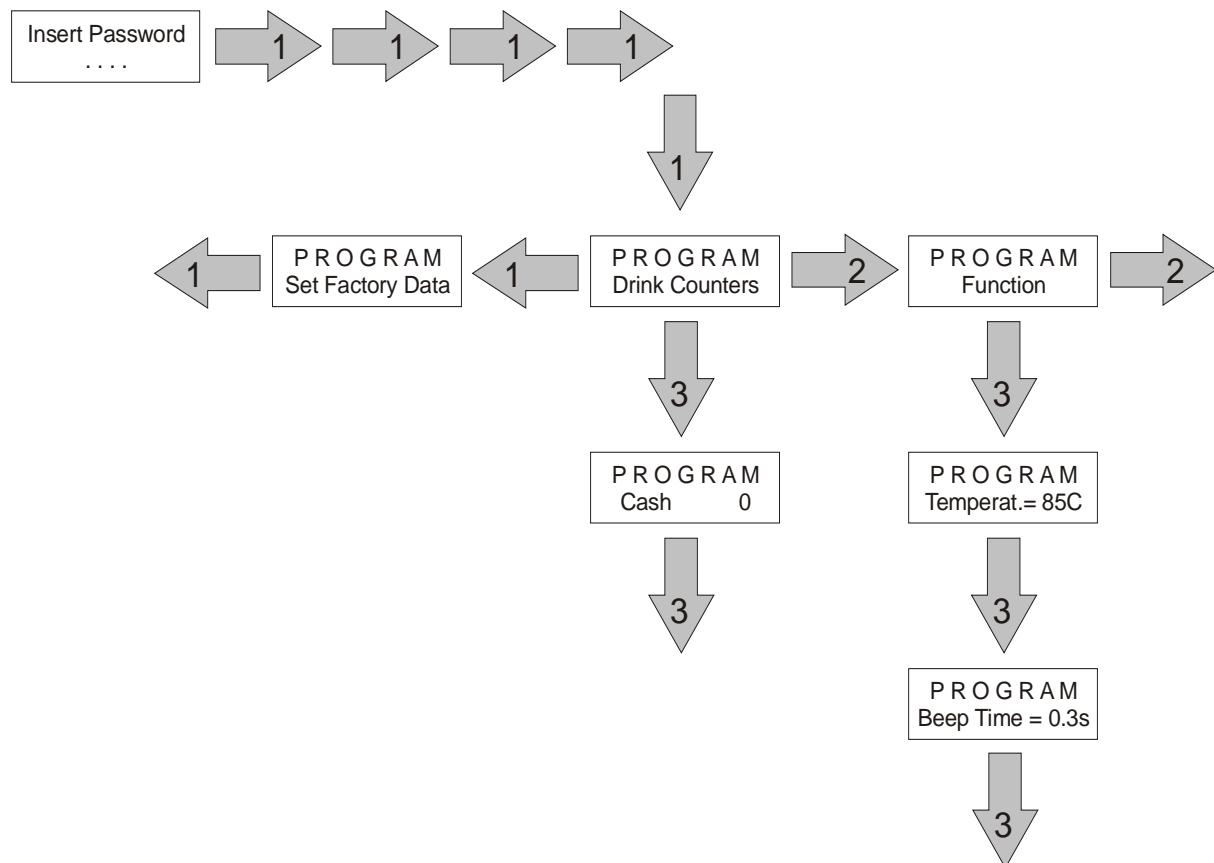 Insert Password
. . . .
1
1
1
1
1
1
P R O G R A M
Set Factory Data
1
P R O G R A M
Drink Counters
2
P R O G R A M
Function
2
3
3
P R O G R A M
Cash 0
P R O G R A M
Temperat.= 85C
3
3
P R O G R A M
Beep Time = 0.3s
3